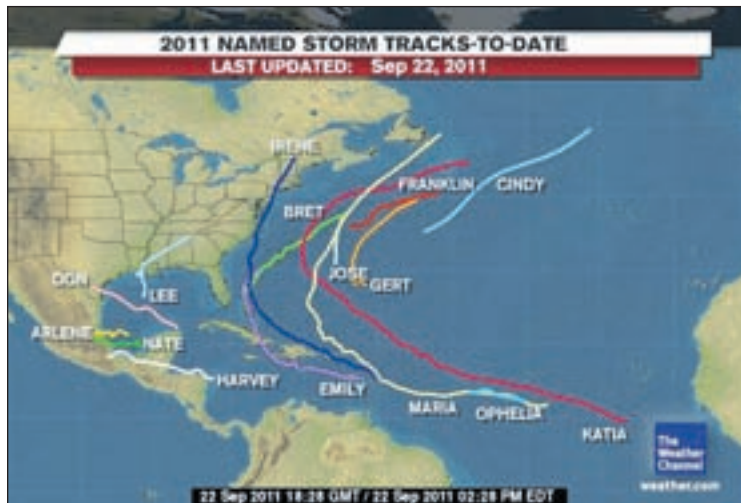 2011 NAMED STORM TRACKS-TO-DATE
LAST UPDATED: Sep 22, 2011
IRENE
FRANKLIN
CINDY
BRET
JOSE
GERT
DON
LEE
ARLENE
NATE
HARVEY
EMILY
MARIA
OPHELIA
KATIA
The
Weather
Channel
weather.com
22 Sep 2011 18:28 GMT / 22 Sep 2011 02:28 PM EDT